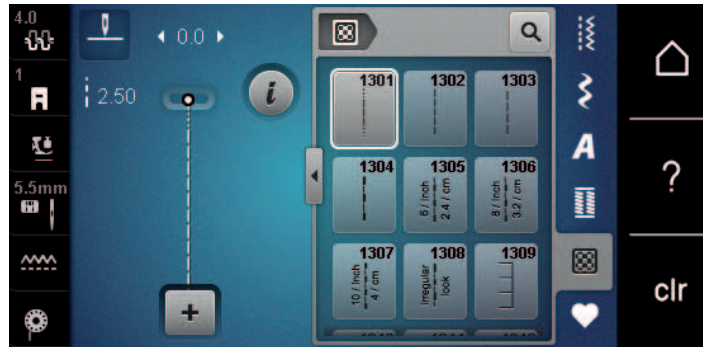 4.0
1
5.5mm
0.0
2.50
i
+
1301
1302
1303
1304
1305
6 / Inch
2.4 / cm
1306
8 / Inch
3.2 / cm
1307
10 / Inch
4 / cm
1308
irregular
look
1309
A
?
clr